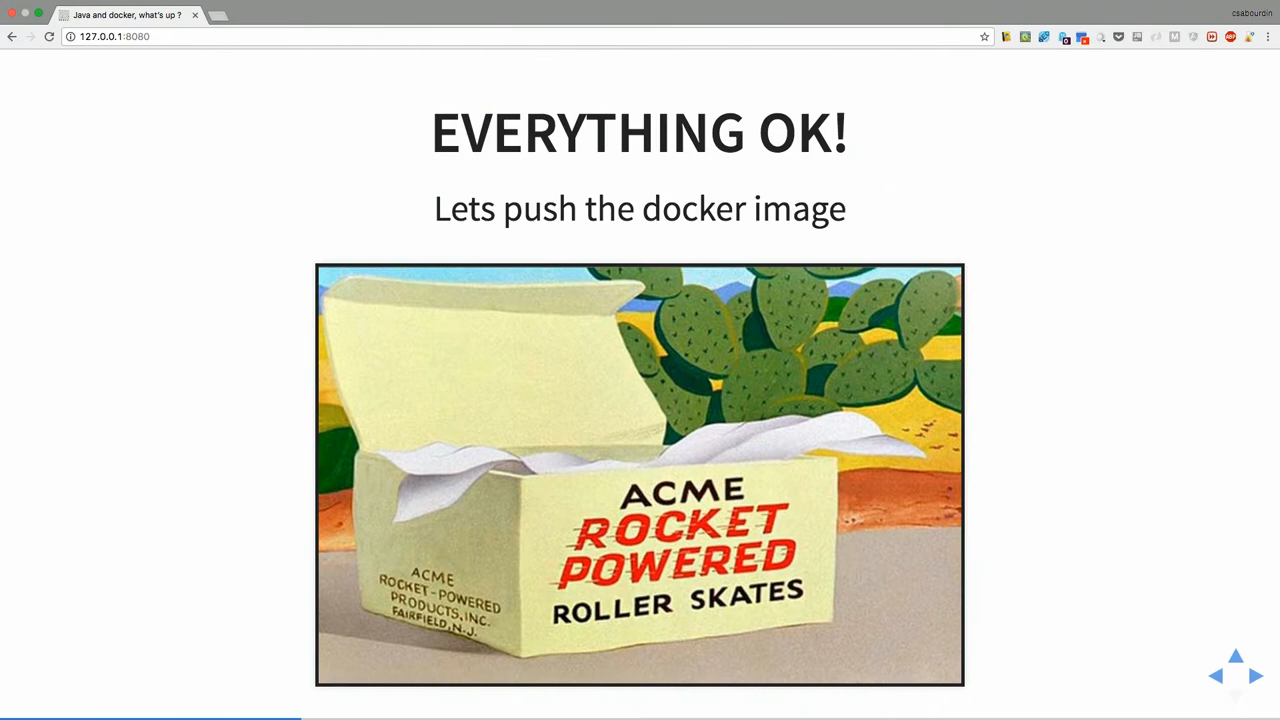 Java and docker, what's up ?
csabourdin
127.0.0.1:8080
EVERYTHING OK!
Lets push the docker image
ACME
ROCKET
POWERED
ROLLER SKATES
ACME
ROCKET-POWERED
PRODUCTS, INC.
FAIRFIELD, N.J.